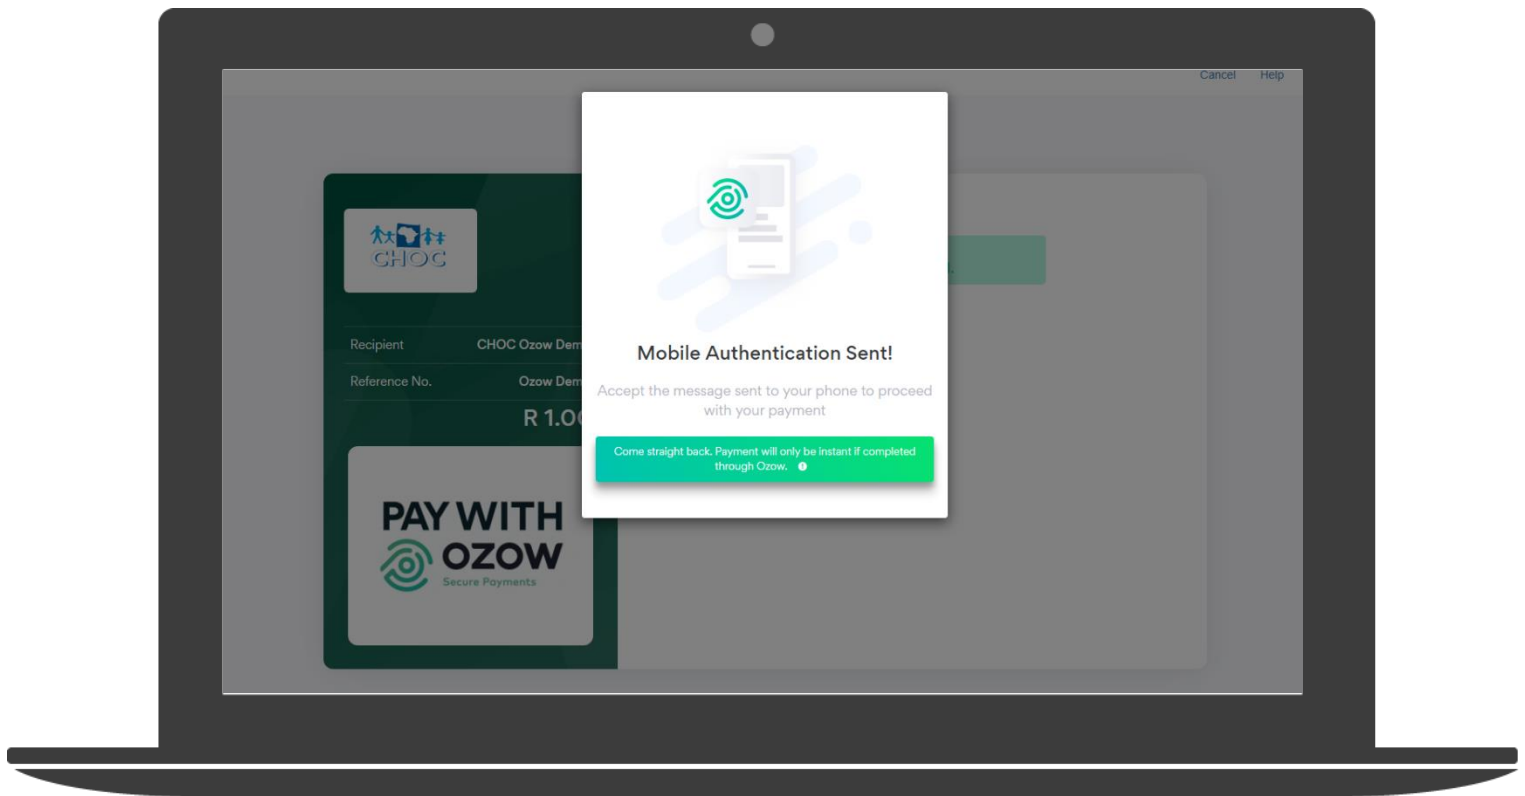 Cancel Help
CHOC
Recipient CHOC Ozow Dem
Reference No. Ozow Dem
R 1.00
PAY WITH
OZOW
Secure Payments
Mobile Authentication Sent!
Accept the message sent to your phone to proceed
with your payment
Come straight back. Payment will only be instant if completed
through Ozow.